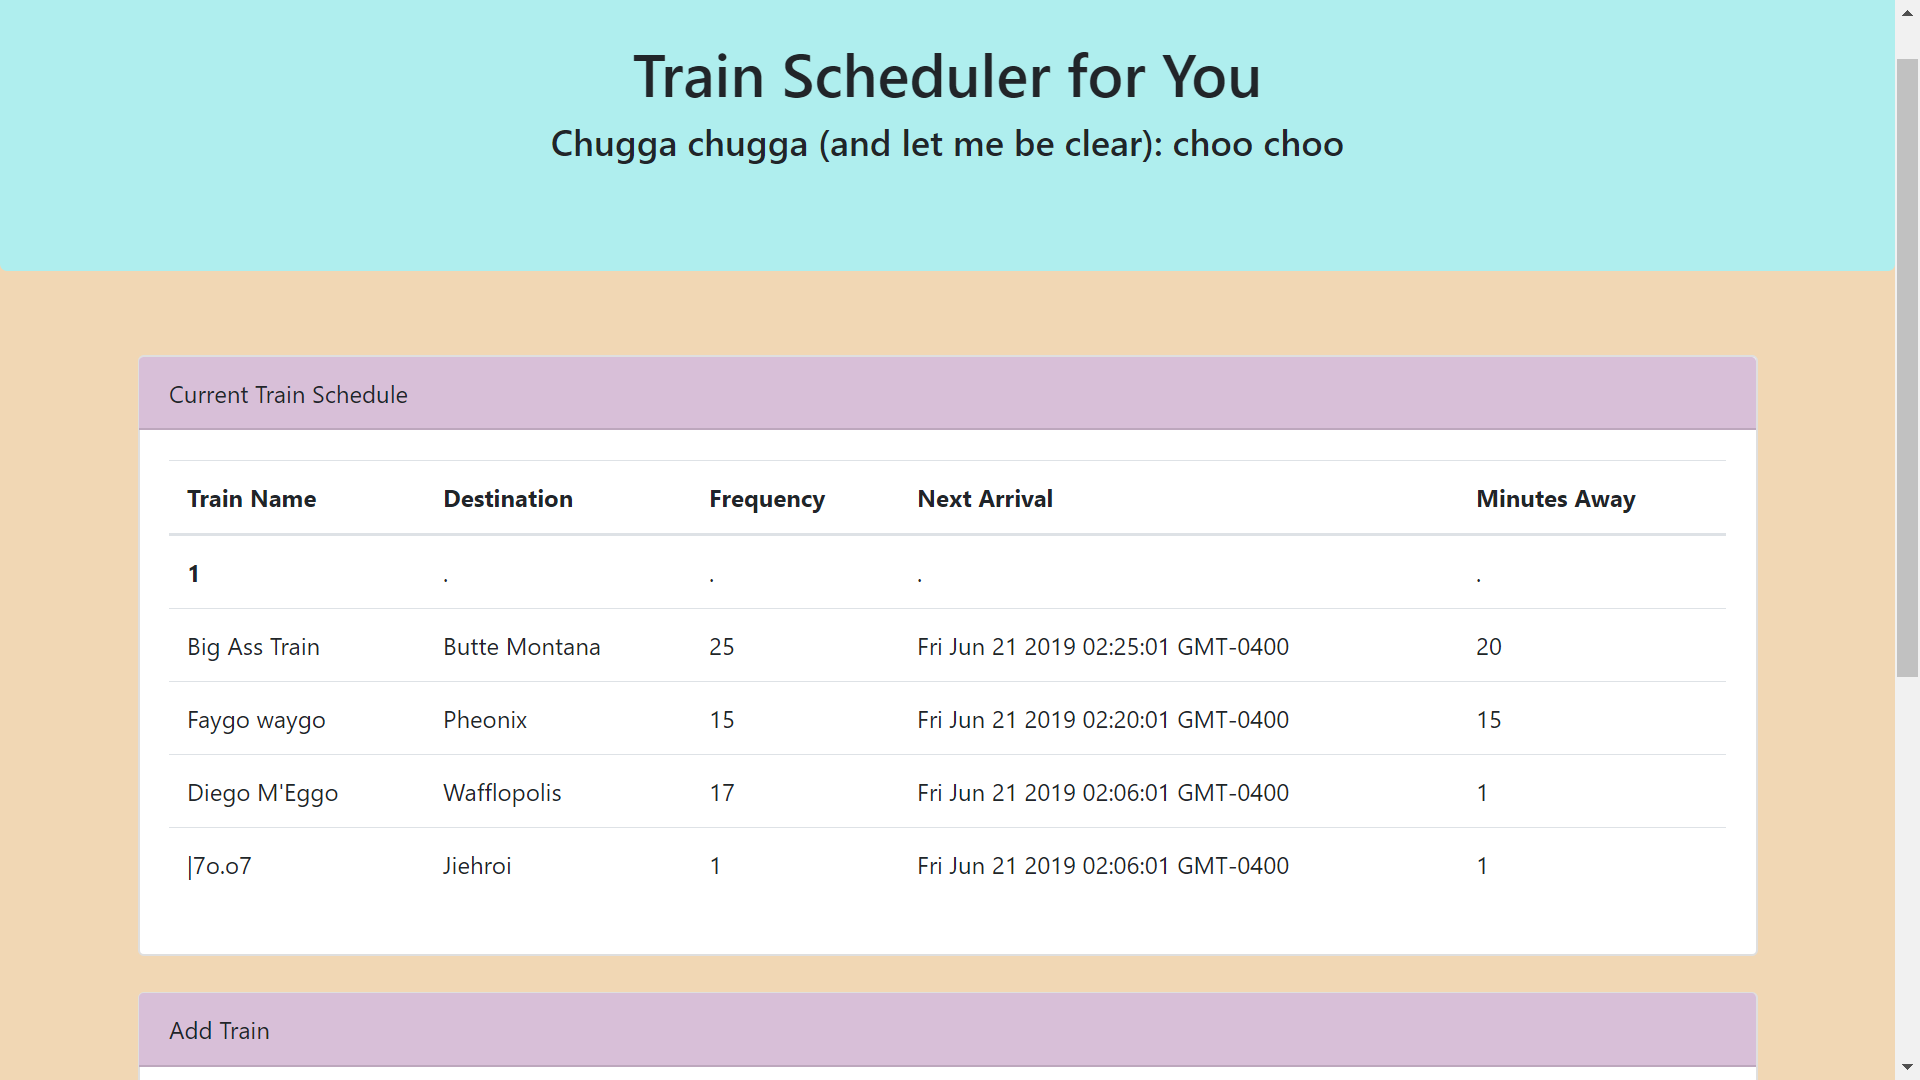 Train Scheduler for You
Chugga chugga (and let me be clear): choo choo
Current Train Schedule
Train Name Destination Frequency Next Arrival Minutes Away
1 . . . .
Big Ass Train Butte Montana 25 Fri Jun 21 2019 02:25:01 GMT-0400 20
Faygo waygo Pheonix 15 Fri Jun 21 2019 02:20:01 GMT-0400 15
Diego M'Eggo Wafflopolis 17 Fri Jun 21 2019 02:06:01 GMT-0400 1
|7o.o7 Jiehroi 1 Fri Jun 21 2019 02:06:01 GMT-0400 1
Add Train